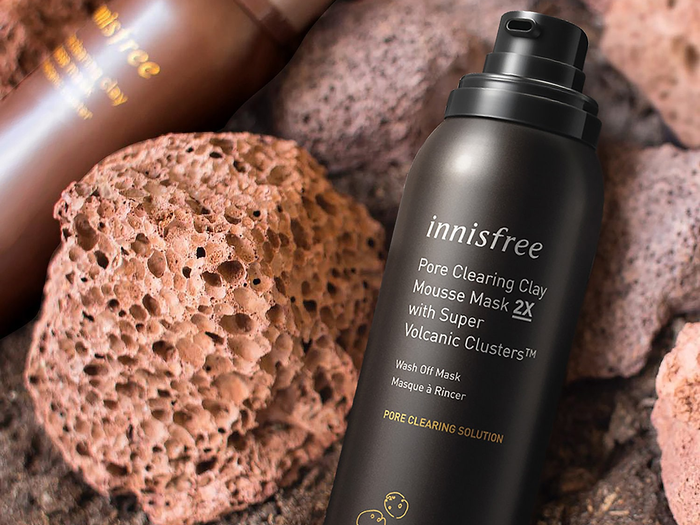 innisfree
clay
innisfree
Pore Clearing Clay
Mousse Mask 2X
with Super
Volcanic Clusters™
Wash Off Mask
Masque à Rincer
PORE CLEARING SOLUTION